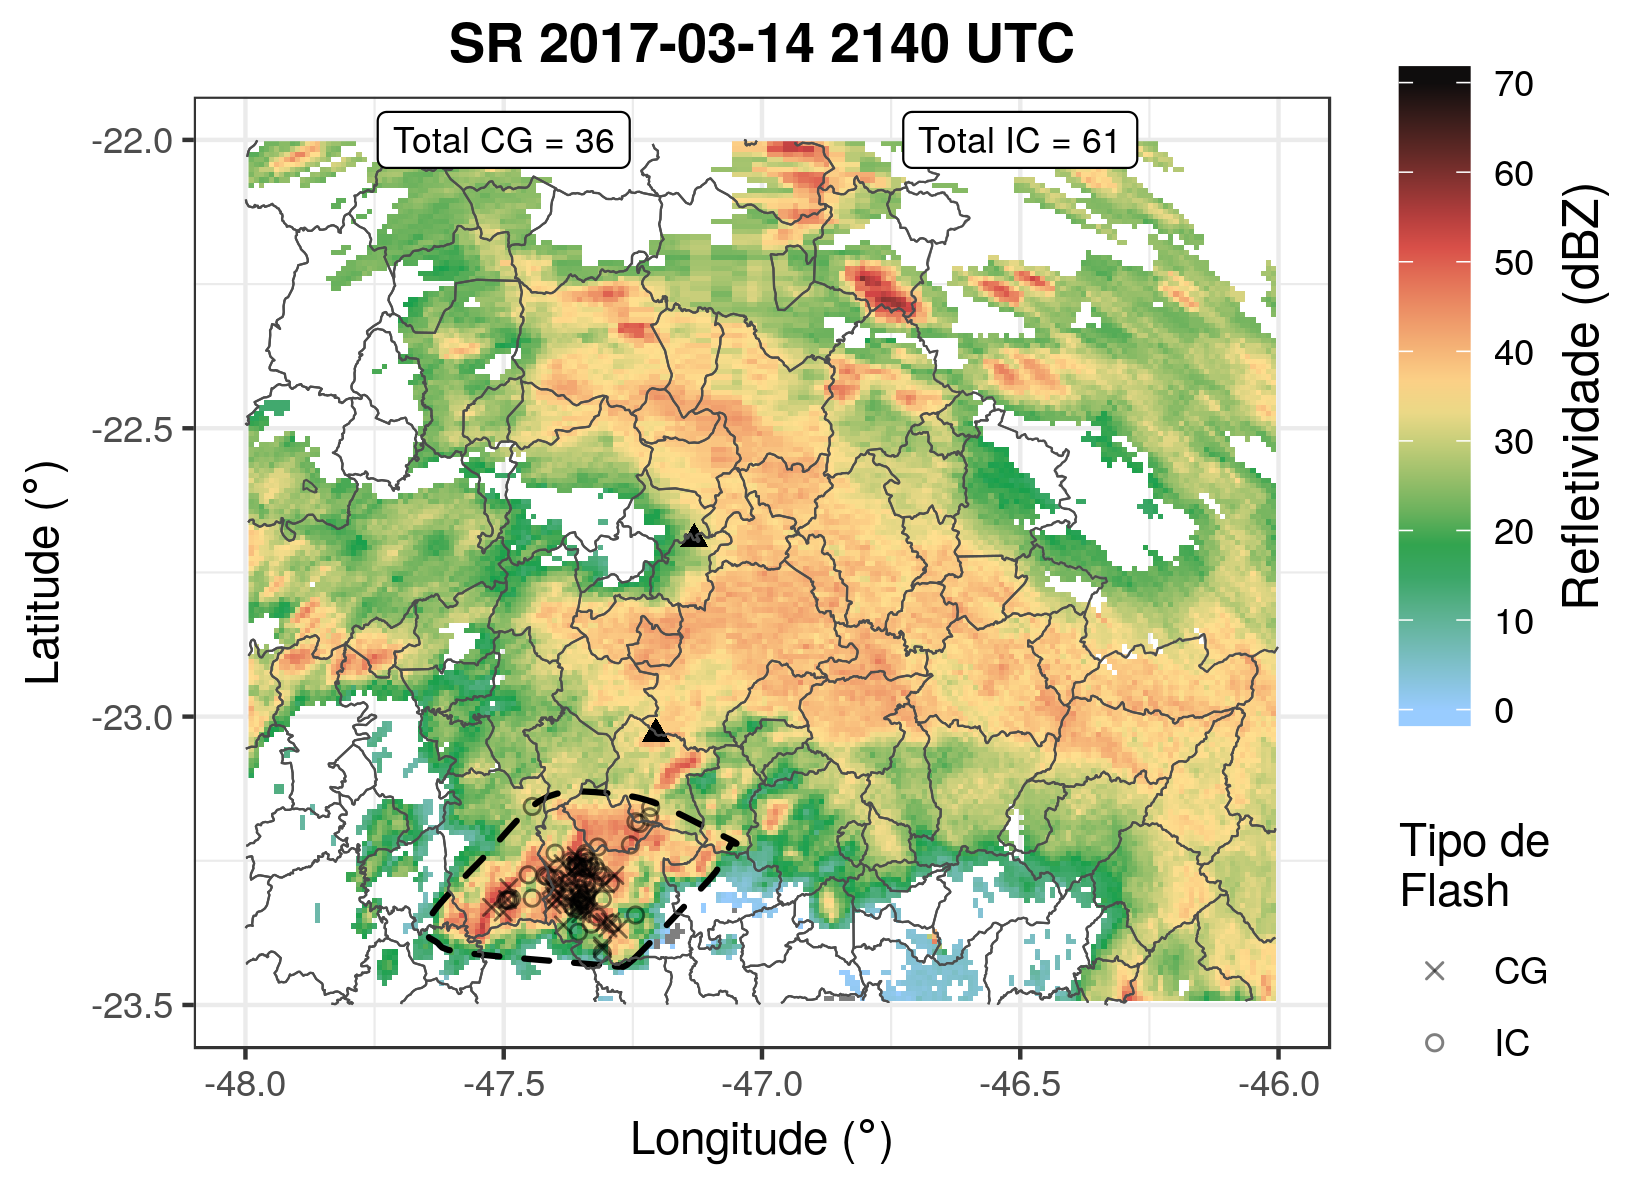 SR 2017-03-14 2140 UTC
Total CG = 36
Total IC = 61
-22.0
-22.5
-23.0
-23.5
Latitude (°)
-48.0
-47.5
-47.0
-46.5
-46.0
Longitude (°)
70
60
50
40
30
20
10
0
Refletividade (dBZ)
Tipo de
Flash
CG
IC